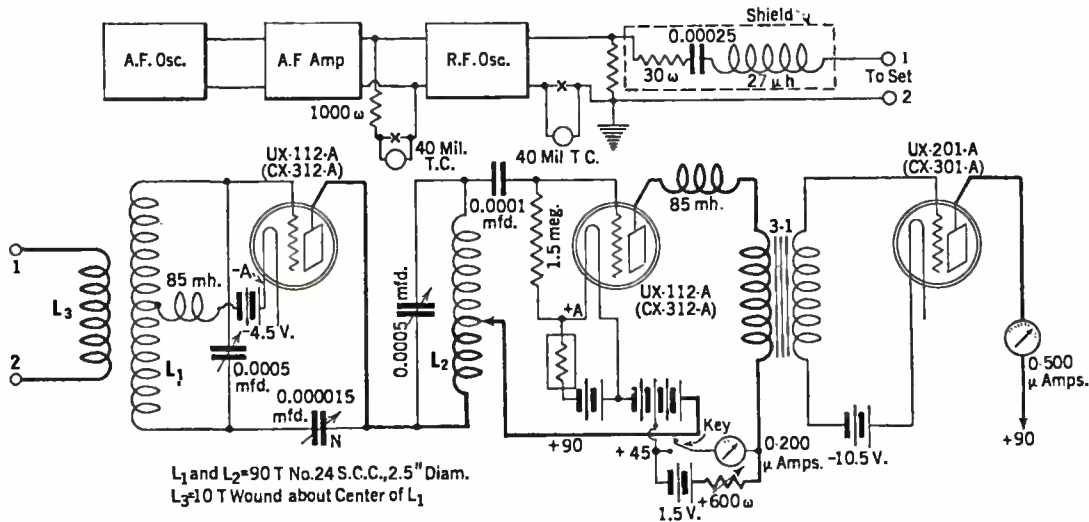 Shield
A.F. Osc.
A.F Amp
R.F. Osc.
0.00025
30 ω
27 μh
1
To Set
2
1000 ω
40 Mil.
T.C.
40 Mil T C.
UX-112-A
(CX-312-A)
UX-201-A
(CX-301-A)
0.0001
mfd.
85 mh.
3-1
1.5 meg.
1
L3
2
85 mh.
-A
-4.5 V.
L1
0.0005
mfd.
0.000015
mfd.
N
0.0005 mfd.
L2
+A
UX-112-A
(CX-312-A)
0-500
μ Amps.
+90
+45
Key
0-200
μ Amps.
-10.5 V.
+90
1.5 V.
+600 ω
L1 and L2=90 T No.24 S.C.C., 2.5" Diam.
L3=10 T Wound about Center of L1